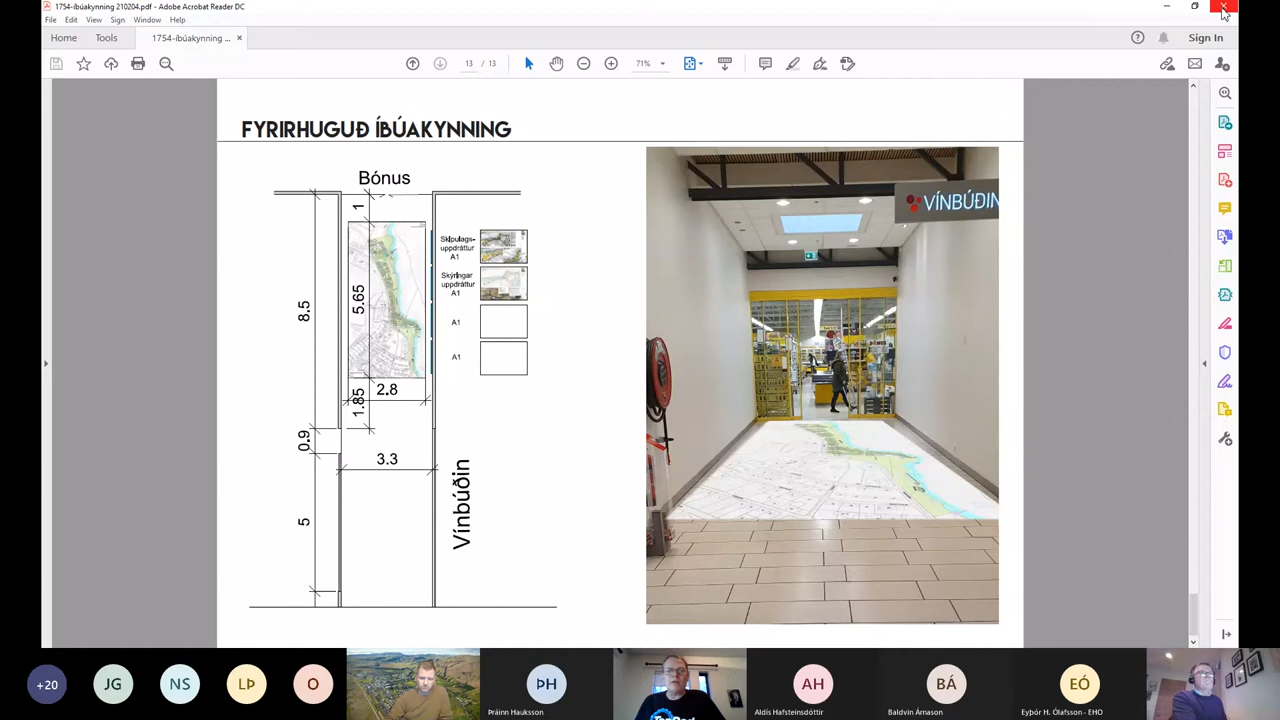 1754-íbúakynning 210204.pdf - Adobe Acrobat Reader DC
File Edit View Sign Window Help
Home Tools 1754-íbúakynning ... × Sign In
13 / 13 71%
FYRIRHUGUÐ ÍBÚAKYNNING
Bónus
1
8.5
5.65
1.85
2.8
0.9
3.3
5
Vínbúðin
Skipulags-
uppdráttur
A1
Skýringar
uppdráttur
A1
A1
A1
VÍNBÚÐIN
BÓNUS
+20 JG NS LÞ O ÞH AH BÁ EÓ
Þráinn Hauksson Aldís Hafsteinsdóttir Baldvin Árnason Eyþór H. Ólafsson - EHO